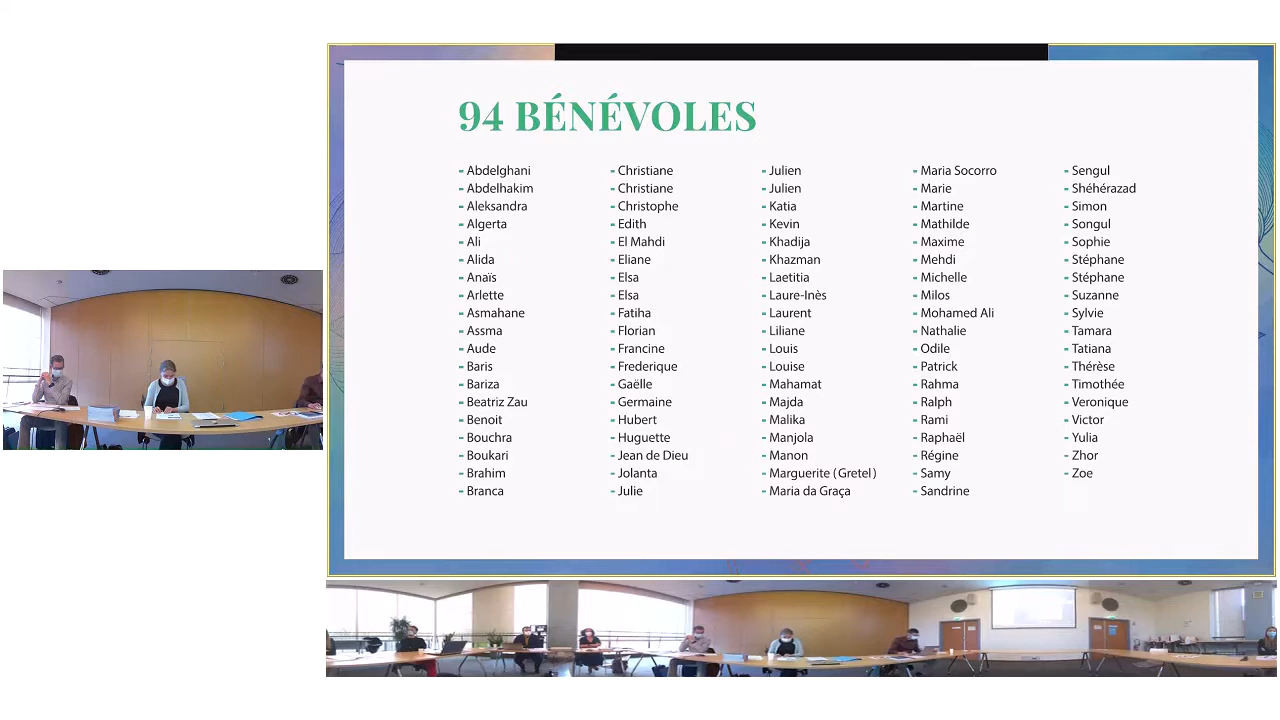 94 BÉNÉVOLES
- Abdelghani
- Abdelhakim
- Aleksandra
- Algerta
- Ali
- Alida
- Anaïs
- Arlette
- Asmahane
- Assma
- Aude
- Baris
- Bariza
- Beatriz Zau
- Benoit
- Bouchra
- Boukari
- Brahim
- Branca
- Christiane
- Christiane
- Christophe
- Edith
- El Mahdi
- Eliane
- Elsa
- Elsa
- Fatiha
- Florian
- Francine
- Frederique
- Gaëlle
- Germaine
- Hubert
- Huguette
- Jean de Dieu
- Jolanta
- Julie
- Julien
- Julien
- Katia
- Kevin
- Khadija
- Khazman
- Laetitia
- Laure-Inès
- Laurent
- Liliane
- Louis
- Louise
- Mahamat
- Majda
- Malika
- Manjola
- Manon
- Marguerite (Gretel)
- Maria da Graça
- Maria Socorro
- Marie
- Martine
- Mathilde
- Maxime
- Mehdi
- Michelle
- Milos
- Mohamed Ali
- Nathalie
- Odile
- Patrick
- Rahma
- Ralph
- Rami
- Raphaël
- Régine
- Samy
- Sandrine
- Sengul
- Shéhérazad
- Simon
- Songul
- Sophie
- Stéphane
- Stéphane
- Suzanne
- Sylvie
- Tamara
- Tatiana
- Thérèse
- Timothée
- Veronique
- Victor
- Yulia
- Zhor
- Zoe